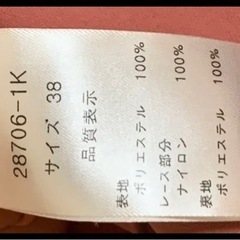 28706-1K
サイズ 38
品質表示
表地
ポリエステル 100%
レース部分
ナイロン 100%
裏地
ポリエステル 100%